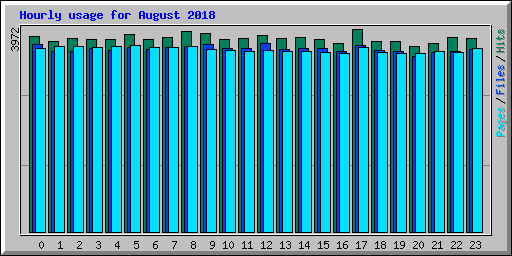 Hourly usage for August 2018
3972
Pages/Files/Hits
0 1 2 3 4 5 6 7 8 9 10 11 12 13 14 15 16 17 18 19 20 21 22 23